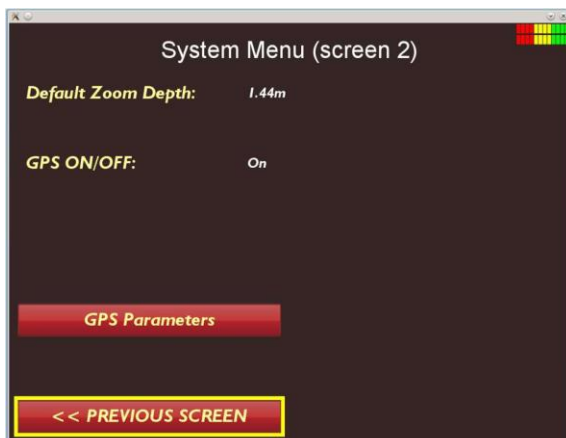 System Menu (screen 2)
Default Zoom Depth: 1.44m
GPS ON/OFF: On
GPS Parameters
<< PREVIOUS SCREEN